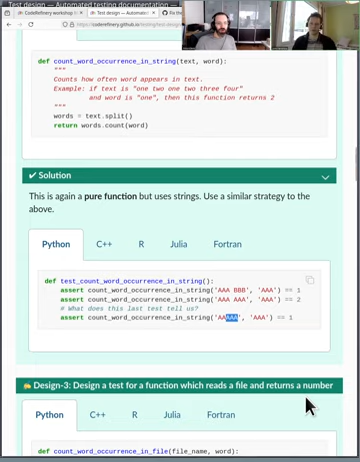 Test design — Automated testing documentation —
CodeRefinery workshop
Test design — Automated
Fix the
https://coderefinery.github.io/testing/test-design
def count_word_occurrence_in_string(text, word):
"""
Counts how often word appears in text.
Example: if text is "one two one two three four"
and word is "one", then this function returns 2
"""
words = text.split()
return words.count(word)
✔ Solution
This is again a pure function but uses strings. Use a similar strategy to the
above.
Python C++ R Julia Fortran
def test_count_word_occurrence_in_string():
assert count_word_occurrence_in_string('AAA BBB', 'AAA') == 1
assert count_word_occurrence_in_string('AAA AAA', 'AAA') == 2
# What does this last test tell us?
assert count_word_occurrence_in_string('AAAAA', 'AAA') == 1
Design-3: Design a test for a function which reads a file and returns a number
Python C++ R Julia Fortran
def count_word_occurrence_in_file(file_name, word):